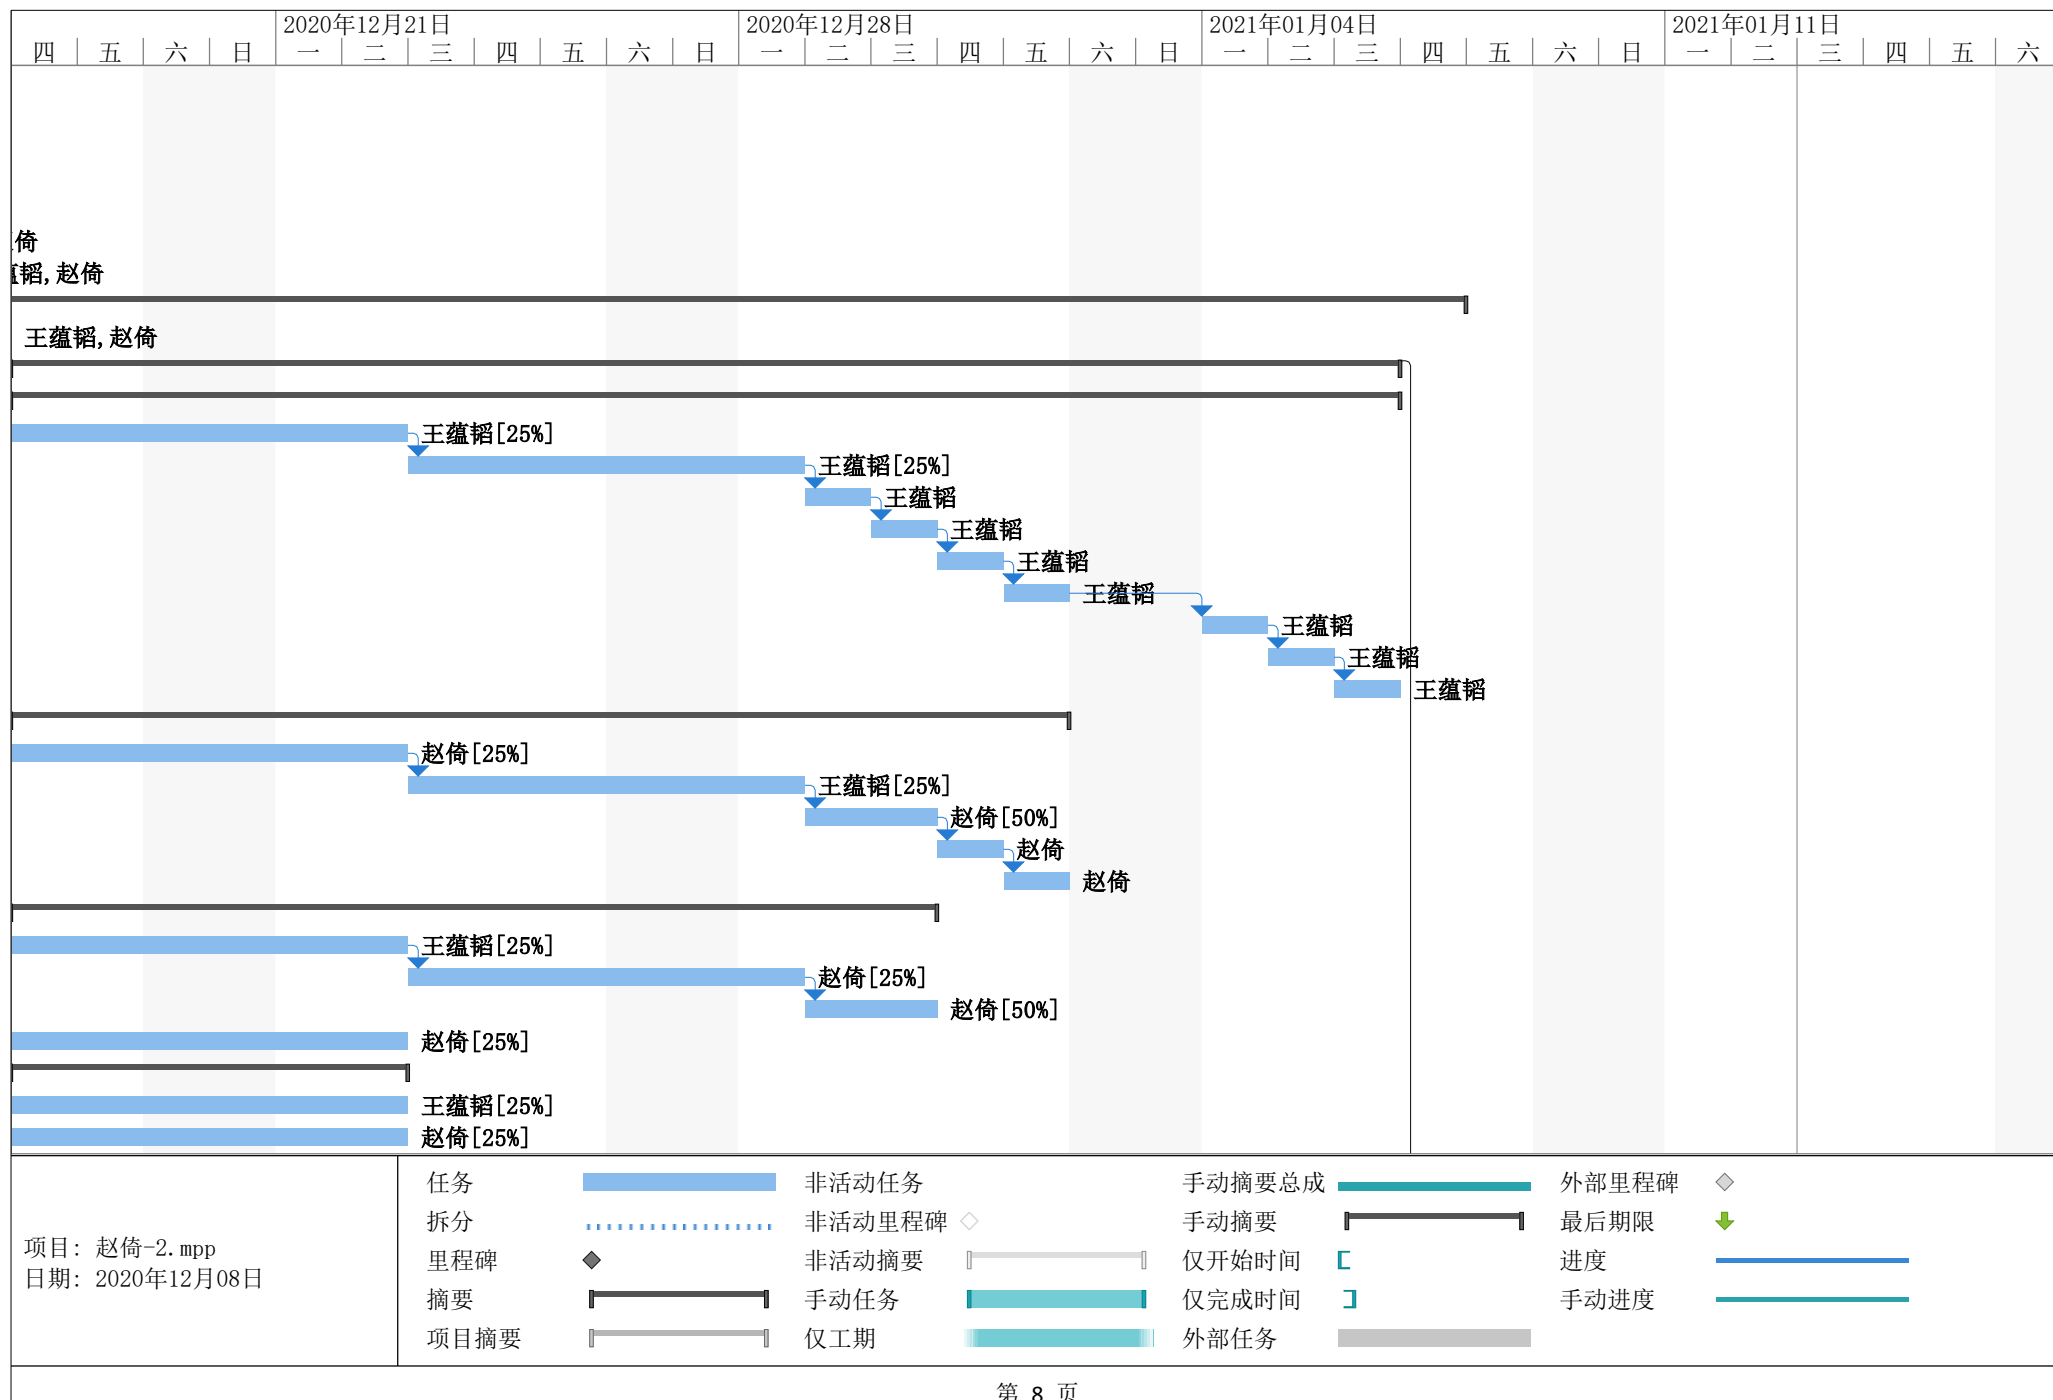 2020年12月21日 2020年12月28日 2021年01月04日 2021年01月11日
四 五 六 日 一 二 三 四 五 六 日 一 二 三 四 五 六 日 一 二 三 四 五 六 日 一 二 三 四 五 六
倚
韬,赵倚
王蕴韬,赵倚
王蕴韬[25%]
王蕴韬[25%]
王蕴韬
王蕴韬
王蕴韬
王蕴韬
王蕴韬
王蕴韬
王蕴韬
赵倚[25%]
王蕴韬[25%]
赵倚[50%]
赵倚
赵倚
王蕴韬[25%]
赵倚[25%]
赵倚[50%]
赵倚[25%]
王蕴韬[25%]
赵倚[25%]
项目: 赵倚-2.mpp
日期: 2020年12月08日
任务
拆分
里程碑
摘要
项目摘要
非活动任务
非活动里程碑
非活动摘要
手动任务
仅工期
手动摘要总成
手动摘要
仅开始时间
仅完成时间
外部任务
外部里程碑
最后期限
进度
手动进度
第 8 页